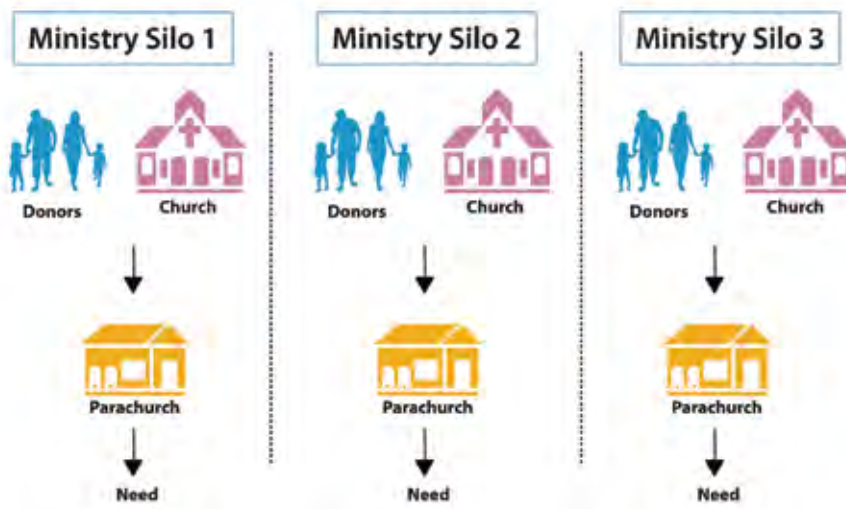 Ministry Silo 1
Ministry Silo 2
Ministry Silo 3
Donors
Church
Donors
Church
Donors
Church
Parachurch
Parachurch
Parachurch
Need
Need
Need